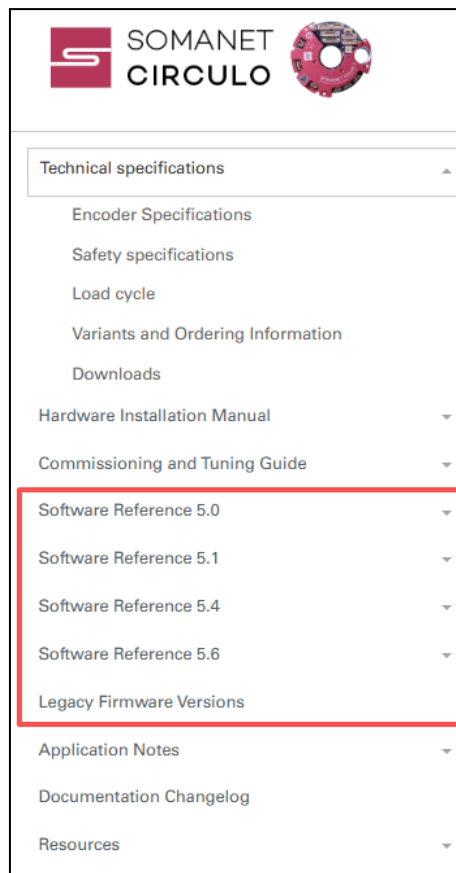 SOMANET
CIRCULO
Technical specifications
Encoder Specifications
Safety specifications
Load cycle
Variants and Ordering Information
Downloads
Hardware Installation Manual
Commissioning and Tuning Guide
Software Reference 5.0
Software Reference 5.1
Software Reference 5.4
Software Reference 5.6
Legacy Firmware Versions
Application Notes
Documentation Changelog
Resources